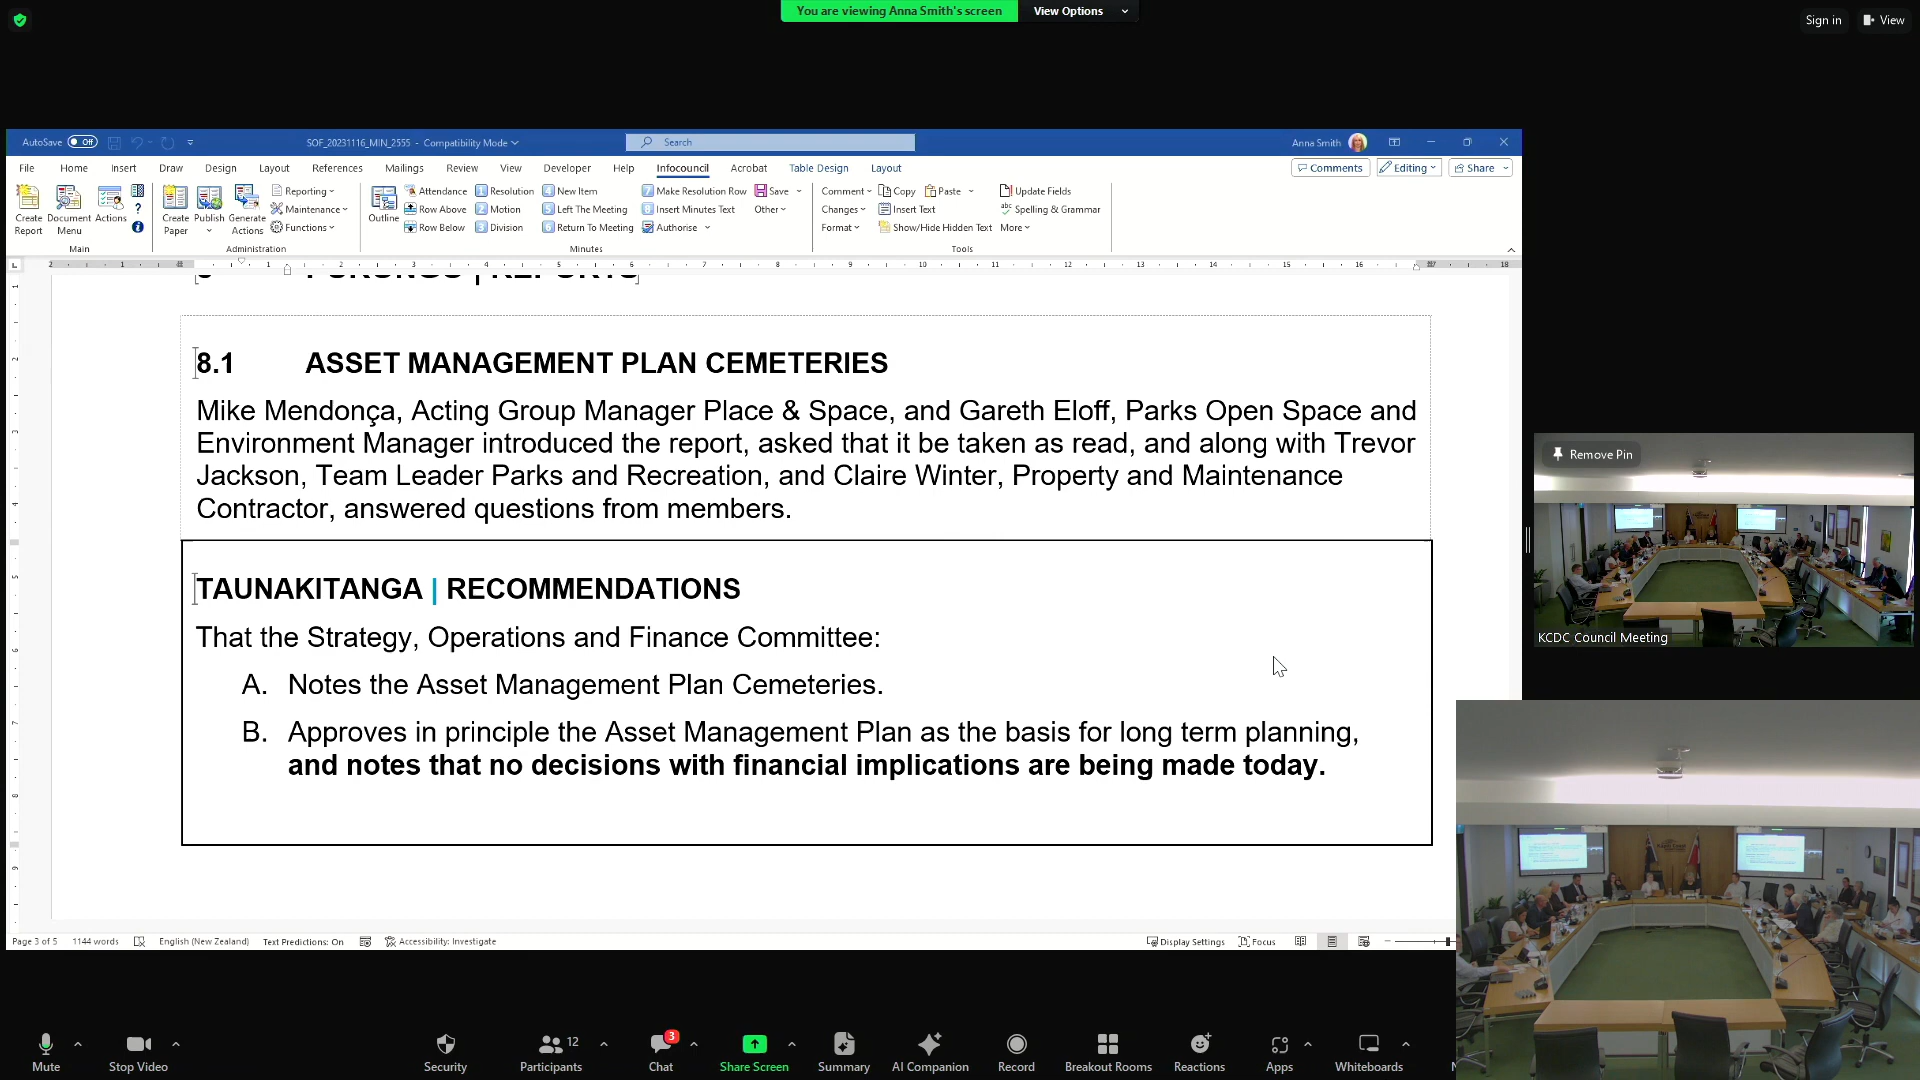 You are viewing Anna Smith's screen View Options
Sign in View
AutoSave Off SOF_20231116_MIN_2555 - Compatibility Mode Search Anna Smith
File Home Insert Draw Design Layout References Mailings Review View Developer Help Infocouncil Acrobat Table Design Layout Comments Editing Share
Reporting Attendance Resolution New Item Make Resolution Row Save Comment Copy Paste Update Fields
Maintenance Row Above Motion Left The Meeting Insert Minutes Text Other Changes Insert Text Spelling & Grammar
Create Report Document Menu Actions Create Paper Publish Generate Actions Functions Outline Row Below Division Return To Meeting Authorise Format Show/Hide Hidden Text More
Main Administration Minutes Tools
8.1 ASSET MANAGEMENT PLAN CEMETERIES
Mike Mendonça, Acting Group Manager Place & Space, and Gareth Eloff, Parks Open Space and
Environment Manager introduced the report, asked that it be taken as read, and along with Trevor
Jackson, Team Leader Parks and Recreation, and Claire Winter, Property and Maintenance
Contractor, answered questions from members.
TAUNAKITANGA | RECOMMENDATIONS
That the Strategy, Operations and Finance Committee:
A. Notes the Asset Management Plan Cemeteries.
B. Approves in principle the Asset Management Plan as the basis for long term planning,
and notes that no decisions with financial implications are being made today.
Remove Pin
KCDC Council Meeting
Page 3 of 5 1144 words English (New Zealand) Text Predictions: On Accessibility: Investigate Display Settings Focus
12 3
Mute Stop Video Security Participants Chat Share Screen Summary AI Companion Record Breakout Rooms Reactions Apps Whiteboards